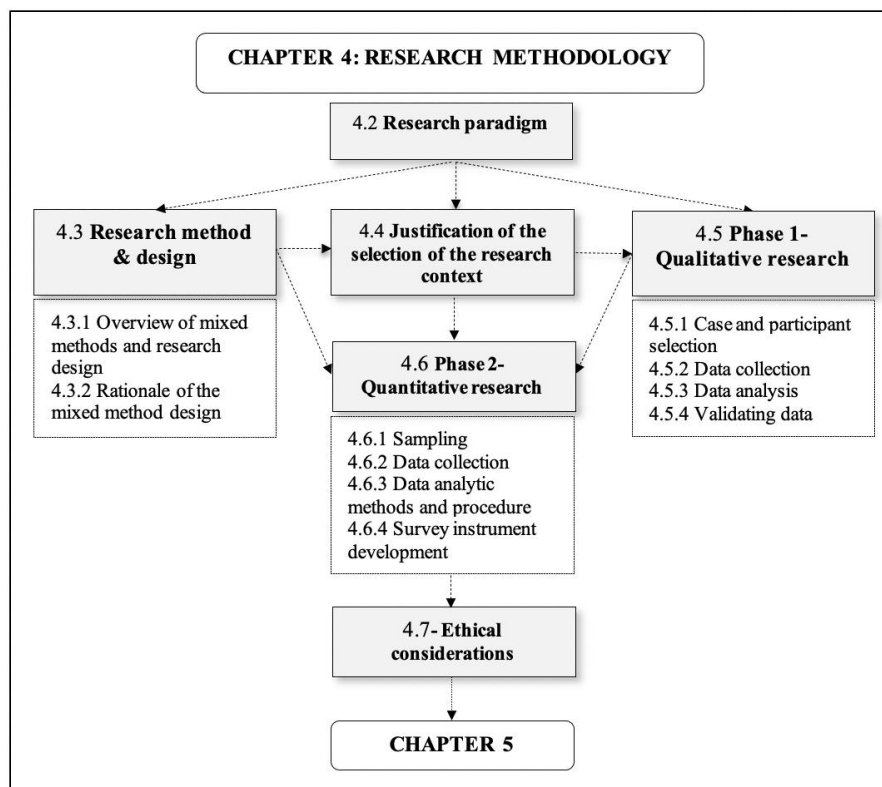 CHAPTER 4: RESEARCH METHODOLOGY
4.2 Research paradigm
4.3 Research method
& design
4.4 Justification of the
selection of the research
context
4.5 Phase 1-
Qualitative research
4.3.1 Overview of mixed
methods and research
design
4.3.2 Rationale of the
mixed method design
4.5.1 Case and participant
selection
4.5.2 Data collection
4.5.3 Data analysis
4.5.4 Validating data
4.6 Phase 2-
Quantitative research
4.6.1 Sampling
4.6.2 Data collection
4.6.3 Data analytic
methods and procedure
4.6.4 Survey instrument
development
4.7- Ethical
considerations
CHAPTER 5